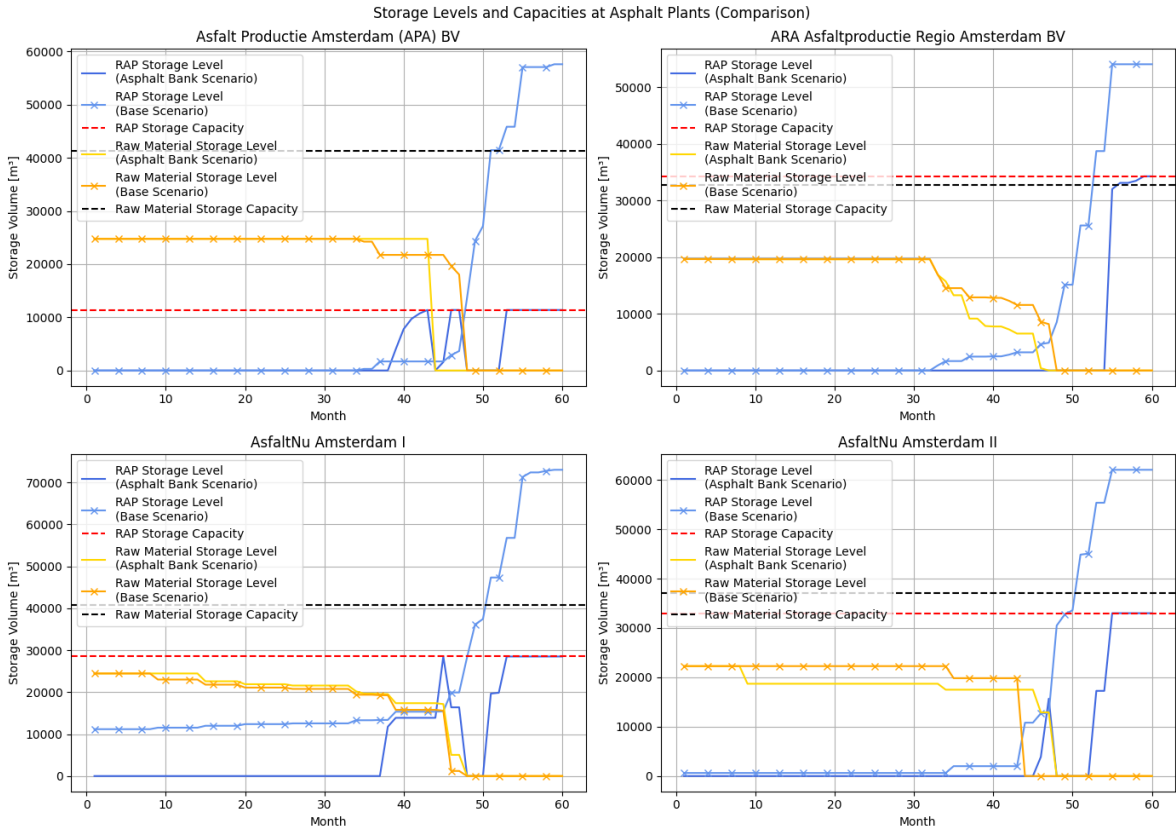 Storage Levels and Capacities at Asphalt Plants (Comparison)
Asfalt Productie Amsterdam (APA) BV
60000
50000
40000
30000
20000
10000
0
Storage Volume [m³]
RAP Storage Level
(Asphalt Bank Scenario)
RAP Storage Level
(Base Scenario)
RAP Storage Capacity
Raw Material Storage Level
(Asphalt Bank Scenario)
Raw Material Storage Level
(Base Scenario)
Raw Material Storage Capacity
0 10 20 30 40 50 60
Month
ARA Asfaltproductie Regio Amsterdam BV
50000
40000
30000
20000
10000
0
Storage Volume [m³]
RAP Storage Level
(Asphalt Bank Scenario)
RAP Storage Level
(Base Scenario)
RAP Storage Capacity
Raw Material Storage Level
(Asphalt Bank Scenario)
Raw Material Storage Level
(Base Scenario)
Raw Material Storage Capacity
0 10 20 30 40 50 60
Month
AsfaltNu Amsterdam I
70000
60000
50000
40000
30000
20000
10000
0
Storage Volume [m³]
RAP Storage Level
(Asphalt Bank Scenario)
RAP Storage Level
(Base Scenario)
RAP Storage Capacity
Raw Material Storage Level
(Asphalt Bank Scenario)
Raw Material Storage Level
(Base Scenario)
Raw Material Storage Capacity
0 10 20 30 40 50 60
Month
AsfaltNu Amsterdam II
60000
50000
40000
30000
20000
10000
0
Storage Volume [m³]
RAP Storage Level
(Asphalt Bank Scenario)
RAP Storage Level
(Base Scenario)
RAP Storage Capacity
Raw Material Storage Level
(Asphalt Bank Scenario)
Raw Material Storage Level
(Base Scenario)
Raw Material Storage Capacity
0 10 20 30 40 50 60
Month